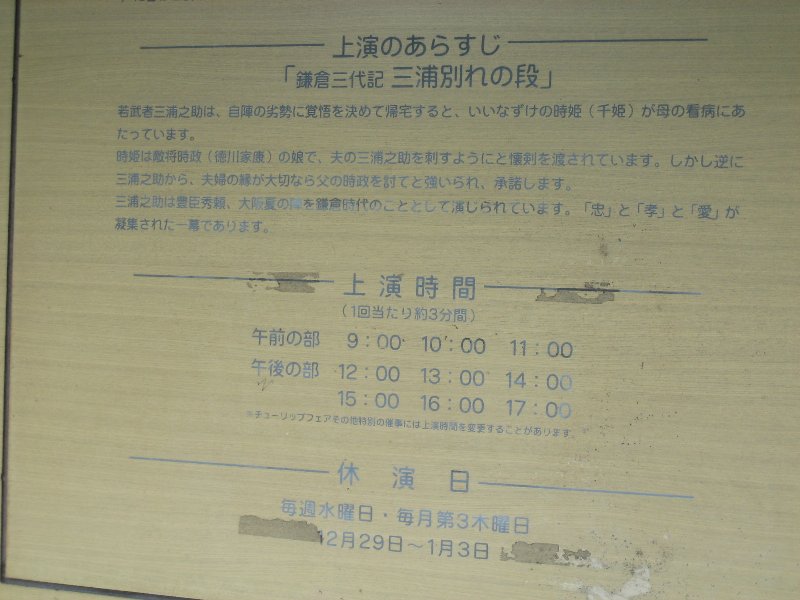 上演のあらすじ
「鎌倉三代記 三浦別れの段」
若武者三浦之助は、自陣の劣勢に覚悟を決めて帰宅すると、いいなずけの時姫（千姫）が母の看病にあ
たっています。
時姫は敵将時政（徳川家康）の娘で、夫の三浦之助を刺すようにと懐剣を渡されています。しかし逆に
三浦之助から、夫婦の縁が大切なら父の時政を討てと強いられ、承諾します。
三浦之助は豊臣秀頼、大阪夏の陣を鎌倉時代のこととして演じられています。「忠」と「孝」と「愛」が
凝集された一幕であります。
上演時間
（1回当たり約3分間）
午前の部 9：00 10：00 11：00
午後の部 12：00 13：00 14：00
15：00 16：00 17：00
※チューリップフェアその他特別の催事には上演時間を変更することがあります。
休演日
毎週水曜日・毎月第3木曜日
12月29日～1月3日